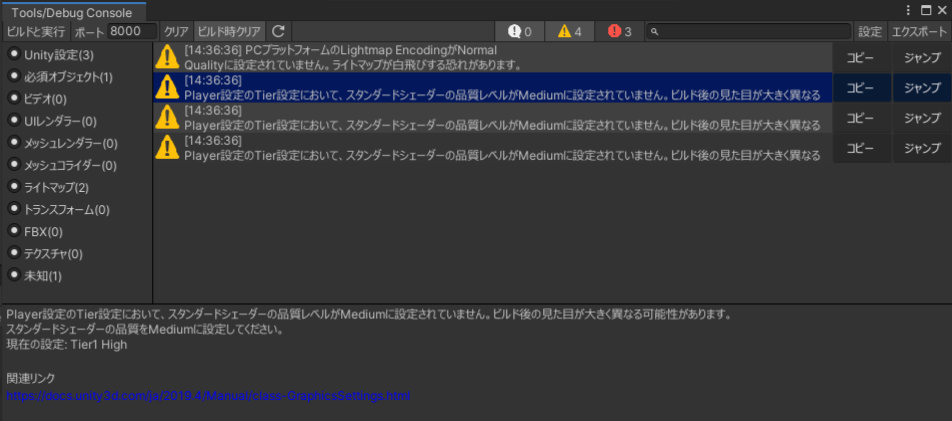 Tools/Debug Console
ビルドと実行 ポート 8000 クリア ビルド時クリア 0 4 3 設定 エクスポート
Unity設定(3)
必須オブジェクト(1)
ビデオ(0)
UIレンダラー(0)
メッシュレンダラー(0)
メッシュコライダー(0)
ライトマップ(2)
トランスフォーム(0)
FBX(0)
テクスチャ(0)
未知(1)
[14:36:36] PCプラットフォームのLightmap EncodingがNormal
Qualityに設定されていません。ライトマップが白飛びする恐れがあります。
コピー ジャンプ
[14:36:36]
Player設定のTier設定において、スタンダードシェーダーの品質レベルがMediumに設定されていません。ビルド後の見た目が大きく異なる
コピー ジャンプ
[14:36:36]
Player設定のTier設定において、スタンダードシェーダーの品質レベルがMediumに設定されていません。ビルド後の見た目が大きく異なる
コピー ジャンプ
[14:36:36]
Player設定のTier設定において、スタンダードシェーダーの品質レベルがMediumに設定されていません。ビルド後の見た目が大きく異なる
コピー ジャンプ
Player設定のTier設定において、スタンダードシェーダーの品質レベルがMediumに設定されていません。ビルド後の見た目が大きく異なる可能性があります。
スタンダードシェーダーの品質をMediumに設定してください。
現在の設定: Tier1 High
関連リンク
https://docs.unity3d.com/ja/2019.4/Manual/class-GraphicsSettings.html